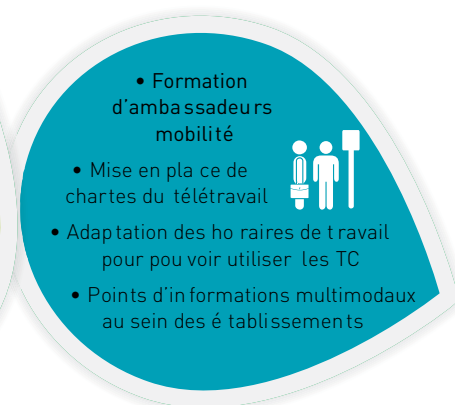 • Formation
d'ambassadeurs
mobilité
• Mise en place de
chartes du télétravail
• Adaptation des horaires de travail
pour pouvoir utiliser les TC
• Points d'informations multimodaux
au sein des établissements